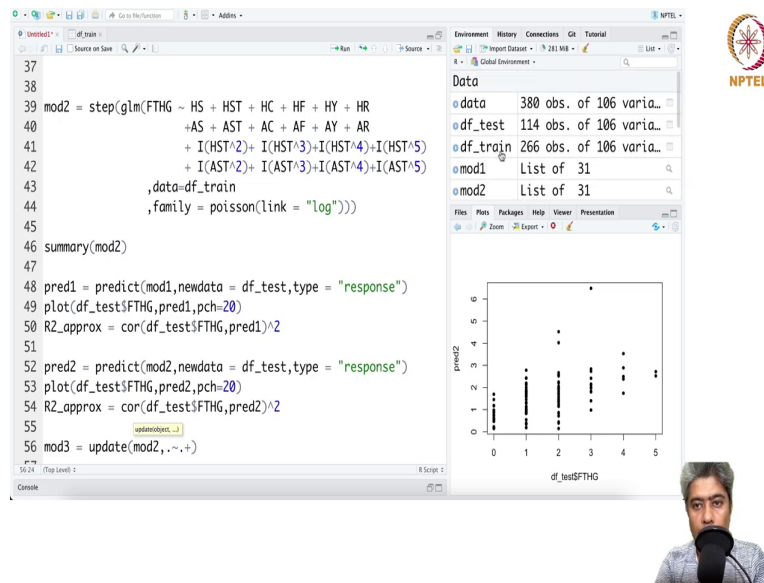 Go to file/function
Addins
NPTEL
Untitled1*
df_train
Source on Save
Run
Source
37
38
39 mod2 = step(glm(FTHG ~ HS + HST + HC + HF + HY + HR
40 +AS + AST + AC + AF + AY + AR
41 + I(HST^2)+ I(HST^3)+I(HST^4)+I(HST^5)
42 + I(AST^2)+ I(AST^3)+I(AST^4)+I(AST^5)
43 ,data=df_train
44 ,family = poisson(link = "log")))
45
46 summary(mod2)
47
48 pred1 = predict(mod1,newdata = df_test,type = "response")
49 plot(df_test$FTHG,pred1,pch=20)
50 R2_approx = cor(df_test$FTHG,pred1)^2
51
52 pred2 = predict(mod2,newdata = df_test,type = "response")
53 plot(df_test$FTHG,pred2,pch=20)
54 R2_approx = cor(df_test$FTHG,pred2)^2
55
update(object, ...)
56 mod3 = update(mod2,.~.+)
57
56:24 (Top Level) R Script
Console
Environment History Connections Git Tutorial
Import Dataset 281 MiB List
R Global Environment
Data
data 380 obs. of 106 varia...
df_test 114 obs. of 106 varia...
df_train 266 obs. of 106 varia...
mod1 List of 31
mod2 List of 31
Files Plots Packages Help Viewer Presentation
Zoom Export
pred2
6
5
4
3
2
1
0
0 1 2 3 4 5
df_test$FTHG
NPTEL